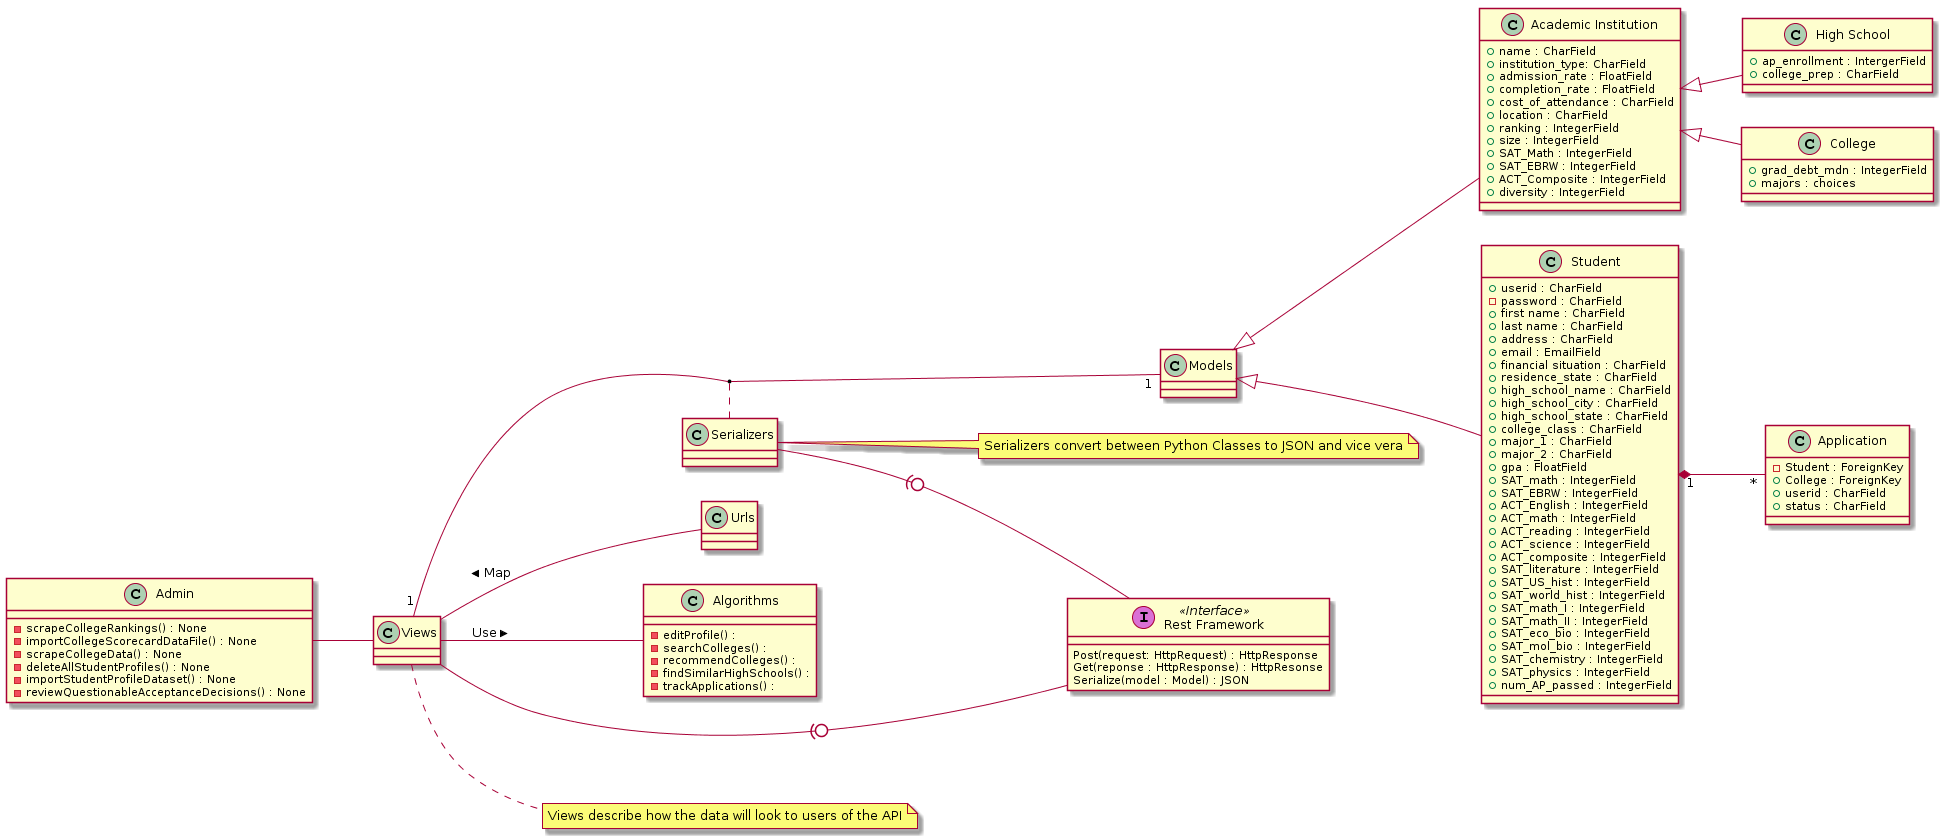 C Academic Institution
name : CharField
institution_type: CharField
admission_rate : FloatField
completion_rate : FloatField
cost_of_attendance : CharField
location : CharField
ranking : IntegerField
size : IntegerField
SAT_Math : IntegerField
SAT_EBRW : IntegerField
ACT_Composite : IntegerField
diversity : IntegerField
C High School
ap_enrollment : IntergerField
college_prep : CharField
C College
grad_debt_mdn : IntegerField
majors : choices
C Student
userid : CharField
password : CharField
first name : CharField
last name : CharField
address : CharField
email : EmailField
financial situation : CharField
residence_state : CharField
high_school_name : CharField
high_school_city : CharField
high_school_state : CharField
college_class : CharField
major_1 : CharField
major_2 : CharField
gpa : FloatField
SAT_math : IntegerField
SAT_EBRW : IntegerField
ACT_English : IntegerField
ACT_math : IntegerField
ACT_reading : IntegerField
ACT_science : IntegerField
ACT_composite : IntegerField
SAT_literature : IntegerField
SAT_US_hist : IntegerField
SAT_world_hist : IntegerField
SAT_math_I : IntegerField
SAT_math_II : IntegerField
SAT_eco_bio : IntegerField
SAT_mol_bio : IntegerField
SAT_chemistry : IntegerField
SAT_physics : IntegerField
num_AP_passed : IntegerField
1
*
C Application
Student : ForeignKey
College : ForeignKey
userid : CharField
status : CharField
C Models
1
C Serializers
Serializers convert between Python Classes to JSON and vice vera
C Urls
◄ Map
1
C Admin
scrapeCollegeRankings() : None
importCollegeScorecardDataFile() : None
scrapeCollegeData() : None
deleteAllStudentProfiles() : None
importStudentProfileDataset() : None
reviewQuestionableAcceptanceDecisions() : None
C Views
Use ►
C Algorithms
editProfile() :
searchColleges() :
recommendColleges() :
findSimilarHighSchools() :
trackApplications() :
I «Interface»
Rest Framework
Post(request: HttpRequest) : HttpResponse
Get(reponse : HttpResponse) : HttpResonse
Serialize(model : Model) : JSON
Views describe how the data will look to users of the API